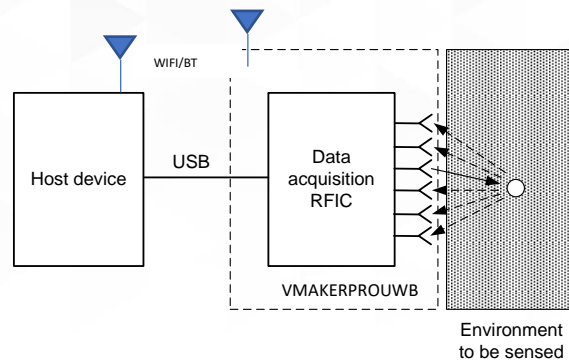 WIFI/BT
Host device
USB
Data
acquisition
RFIC
VMAKERPROUWB
Environment
to be sensed